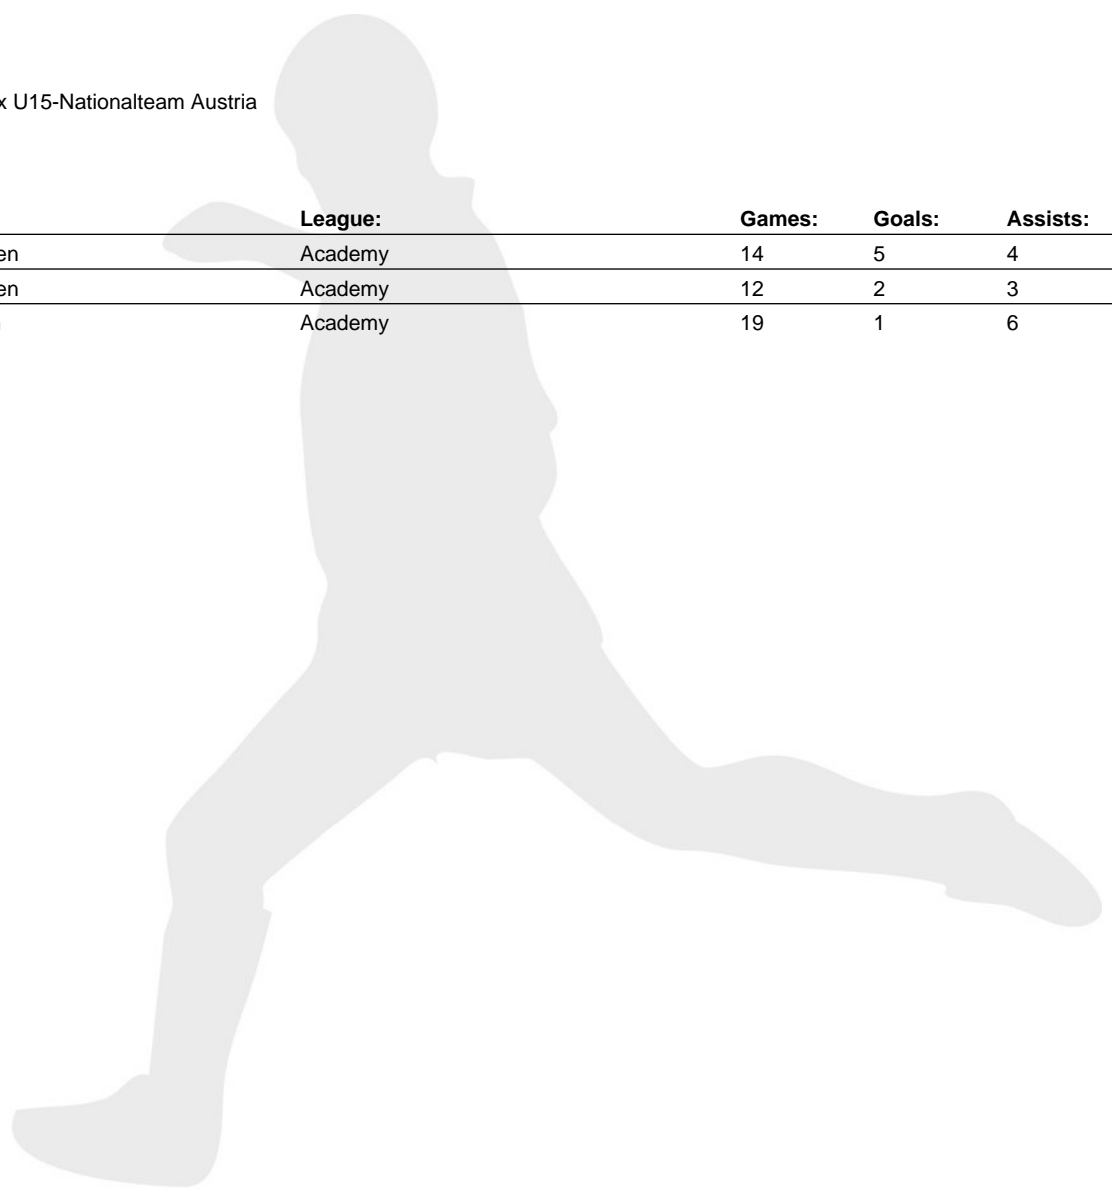 x U15-Nationalteam Austria
League: Games: Goals: Assists:
en Academy 14 5 4
en Academy 12 2 3
Academy 19 1 6